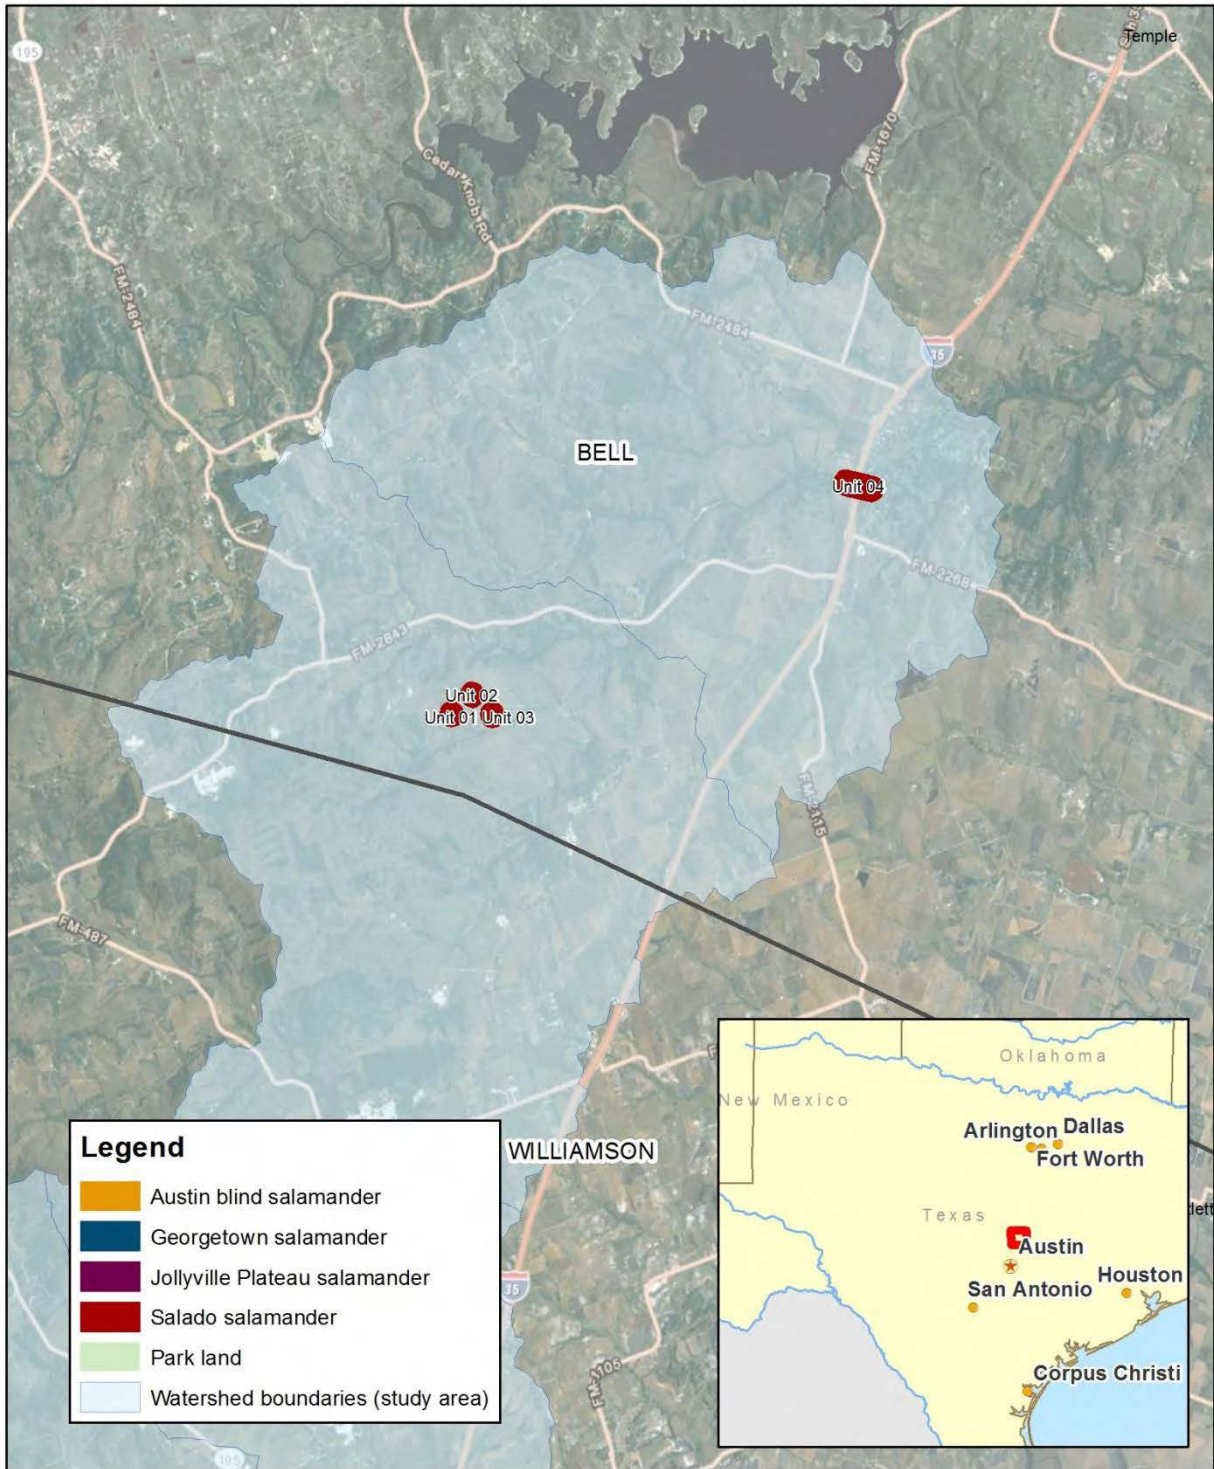 195
Temple
Cedar Knob Rd
FM-1670
FM-2484
FM-2484
35
BELL
Unit 04
FM-2268
FM-2843
Unit 02
Unit 01
Unit 03
FM-2115
FM-487
WILLIAMSON
35
FM-1105
195
Legend
Austin blind salamander
Georgetown salamander
Jollyville Plateau salamander
Salado salamander
Park land
Watershed boundaries (study area)
Oklahoma
New Mexico
Arlington
Dallas
Fort Worth
Texas
Austin
San Antonio
Houston
Corpus Christi